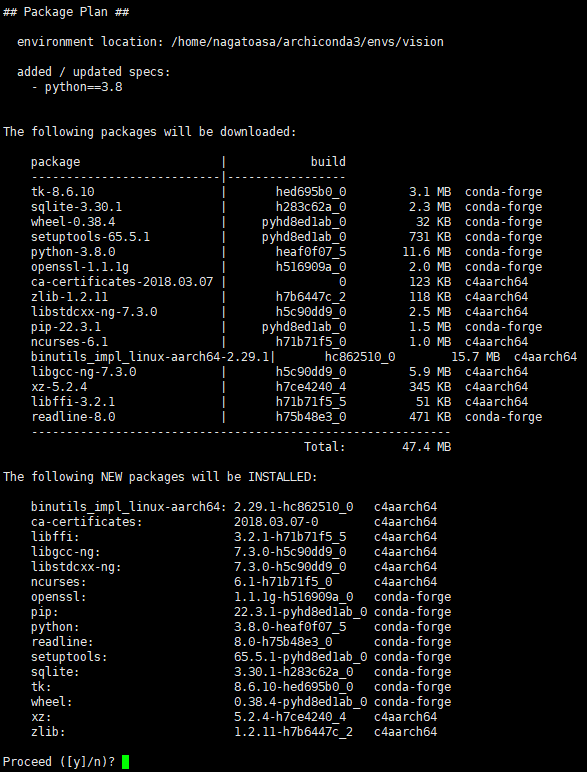 ## Package Plan ##
environment location: /home/nagatoasa/archiconda3/envs/vision
added / updated specs:
- python==3.8
The following packages will be downloaded:
package | build
---------------------------|-----------------
tk-8.6.10 | hed695b0_0 3.1 MB conda-forge
sqlite-3.30.1 | h283c62a_0 2.3 MB conda-forge
wheel-0.38.4 | pyhd8ed1ab_0 32 KB conda-forge
setuptools-65.5.1 | pyhd8ed1ab_0 731 KB conda-forge
python-3.8.0 | heaf0f07_5 11.6 MB conda-forge
openssl-1.1.1g | h516909a_0 2.0 MB conda-forge
ca-certificates-2018.03.07 | 0 123 KB c4aarch64
zlib-1.2.11 | h7b6447c_2 118 KB c4aarch64
libstdcxx-ng-7.3.0 | h5c90dd9_0 2.5 MB c4aarch64
pip-22.3.1 | pyhd8ed1ab_0 1.5 MB conda-forge
ncurses-6.1 | h71b71f5_0 1.0 MB c4aarch64
binutils_impl_linux-aarch64-2.29.1| hc862510_0 15.7 MB c4aarch64
libgcc-ng-7.3.0 | h5c90dd9_0 5.9 MB c4aarch64
xz-5.2.4 | h7ce4240_4 345 KB c4aarch64
libffi-3.2.1 | h71b71f5_5 51 KB c4aarch64
readline-8.0 | h75b48e3_0 471 KB conda-forge
------------------------------------------------------------
Total: 47.4 MB
The following NEW packages will be INSTALLED:
binutils_impl_linux-aarch64: 2.29.1-hc862510_0 c4aarch64
ca-certificates: 2018.03.07-0 c4aarch64
libffi: 3.2.1-h71b71f5_5 c4aarch64
libgcc-ng: 7.3.0-h5c90dd9_0 c4aarch64
libstdcxx-ng: 7.3.0-h5c90dd9_0 c4aarch64
ncurses: 6.1-h71b71f5_0 c4aarch64
openssl: 1.1.1g-h516909a_0 conda-forge
pip: 22.3.1-pyhd8ed1ab_0 conda-forge
python: 3.8.0-heaf0f07_5 conda-forge
readline: 8.0-h75b48e3_0 conda-forge
setuptools: 65.5.1-pyhd8ed1ab_0 conda-forge
sqlite: 3.30.1-h283c62a_0 conda-forge
tk: 8.6.10-hed695b0_0 conda-forge
wheel: 0.38.4-pyhd8ed1ab_0 conda-forge
xz: 5.2.4-h7ce4240_4 c4aarch64
zlib: 1.2.11-h7b6447c_2 c4aarch64
Proceed ([y]/n)?